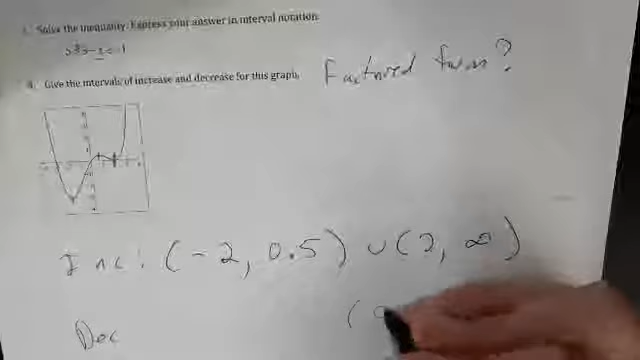 Solve the inequality. Express your answer in interval notation.
Give the intervals of increase and decrease for this graph.
Factored form?
Inc: (-2, 0.5) ∪ (2, ∞)
Dec (